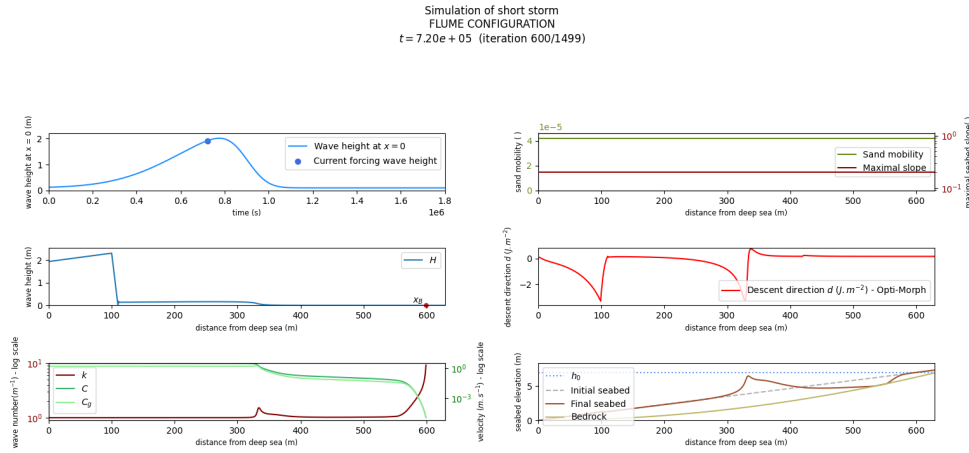 Simulation of short storm
FLUME CONFIGURATION
t = 7.20e + 05 (iteration 600/1499)
wave height at x = 0 (m)
2
1
0
Wave height at x = 0
Current forcing wave height
0.0 0.2 0.4 0.6 0.8 1.0 1.2 1.4 1.6 1.8
time (s)
1e6
1e−5
sand mobility ( )
4
2
0
Sand mobility
Maximal slope
10⁰
10⁻¹
maximal seabed slope( )
0 100 200 300 400 500 600
distance from deep sea (m)
wave height (m)
2
0
H
x_B
0 100 200 300 400 500 600
distance from deep sea (m)
descent direction d (J.m⁻²)
0
−2
Descent direction d (J.m⁻²) - Opti-Morph
0 100 200 300 400 500 600
distance from deep sea (m)
wave number(m⁻¹) - log scale
10¹
10⁰
k
C
C_g
10⁰
10⁻³
velocity (m.s⁻¹) - log scale
0 100 200 300 400 500 600
distance from deep sea (m)
seabed elevation (m)
5
0
h₀
Initial seabed
Final seabed
Bedrock
0 100 200 300 400 500 600
distance from deep sea (m)